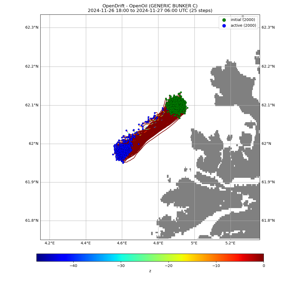 OpenDrift - OpenOil (GENERIC BUNKER C)
2024-11-26 18:00 to 2024-11-27 06:00 UTC (25 steps)
initial (2000)
active (2000)
62.3°N 62.3°N
62.2°N 62.2°N
62.1°N 62.1°N
62°N 62°N
61.9°N 61.9°N
61.8°N 61.8°N
4.2°E 4.4°E 4.6°E 4.8°E 5°E 5.2°E
−40 −30 −20 −10 0
z